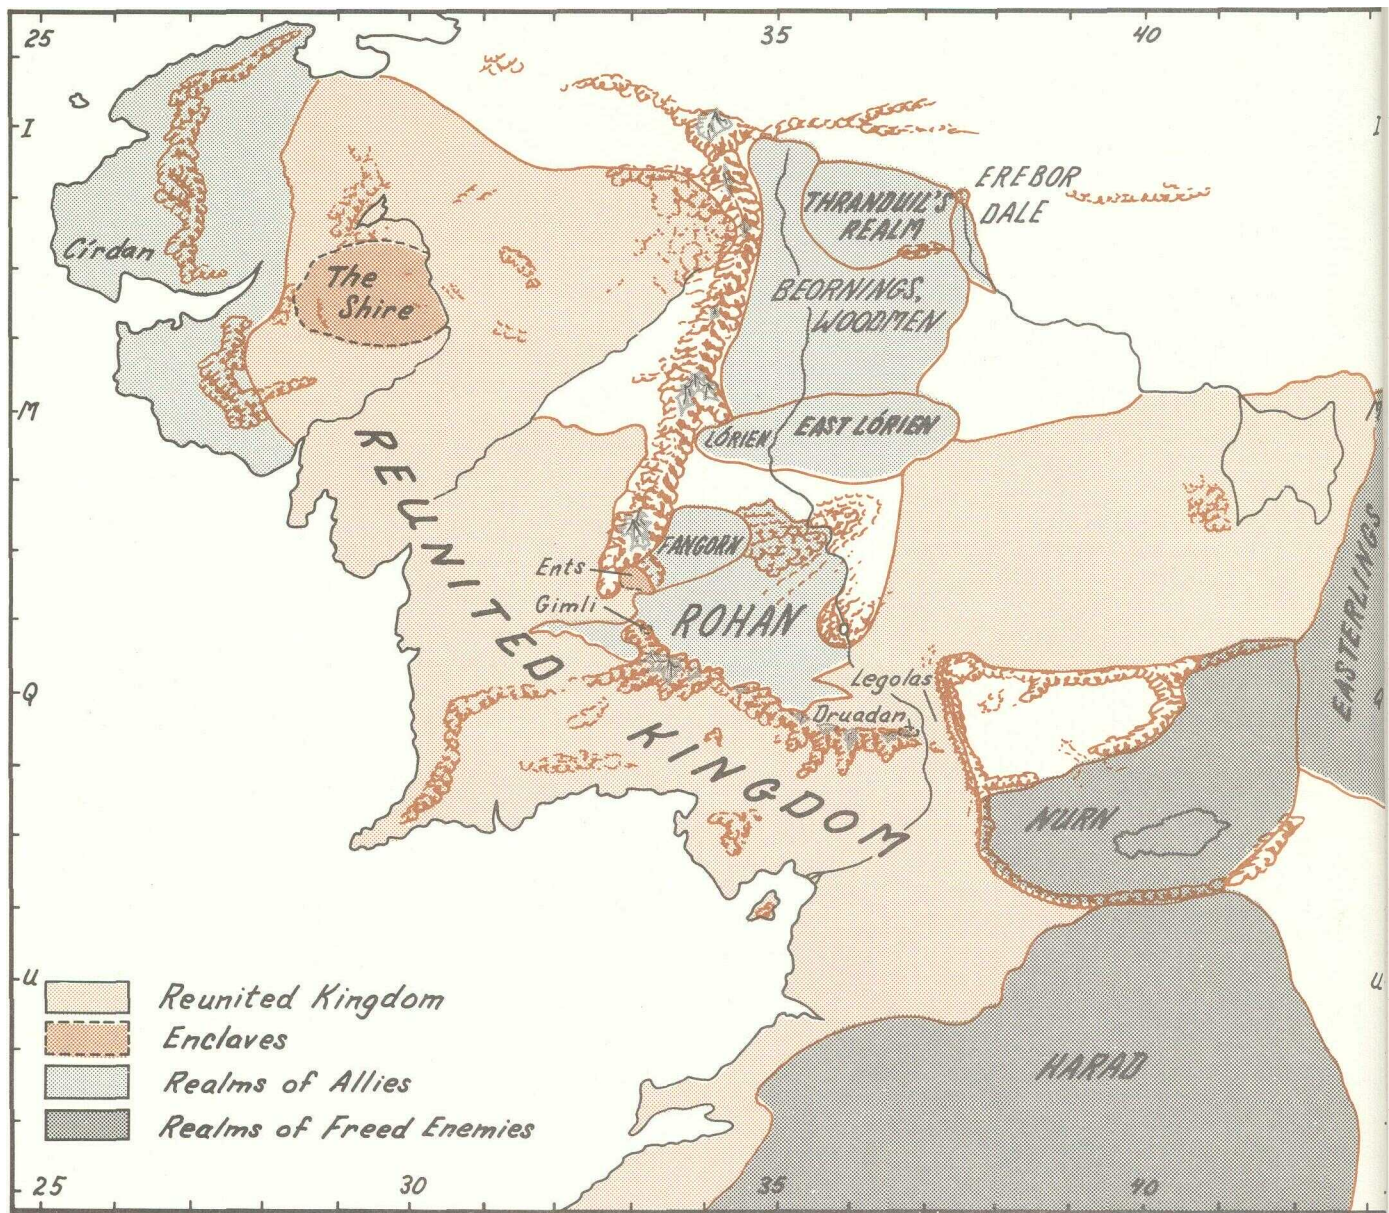 25
35
40
I
I
EREBOR
DALE
THRANDUIL'S
REALM
Círdan
The
Shire
BEORNINGS,
WOODMEN
M
M
LÓRIEN
EAST LÓRIEN
REUNITED
KINGDOM
FANGORN
Ents
Gimli
ROHAN
EASTERLINGS
Q
Q
Legolas
Druadan
NURN
U
U
Reunited Kingdom
Enclaves
Realms of Allies
Realms of Freed Enemies
HARAD
25
30
35
40